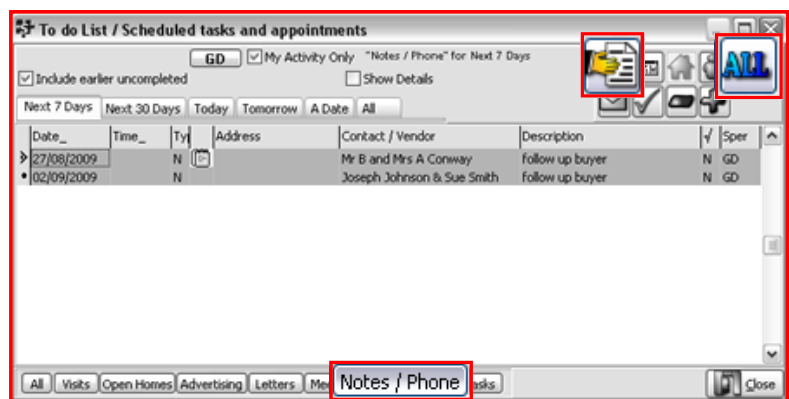 To do List / Scheduled tasks and appointments
GD My Activity Only "Notes / Phone" for Next 7 Days
ALL
Include earlier uncompleted Show Details
Next 7 Days Next 30 Days Today Tomorrow A Date All
Date_ Time_ Ty Address Contact / Vendor Description √ Sper
27/08/2009 N Mr B and Mrs A Conway follow up buyer N GD
02/09/2009 N Joseph Johnson & Sue Smith follow up buyer N GD
All Visits Open Homes Advertising Letters Me Notes / Phone asks Close